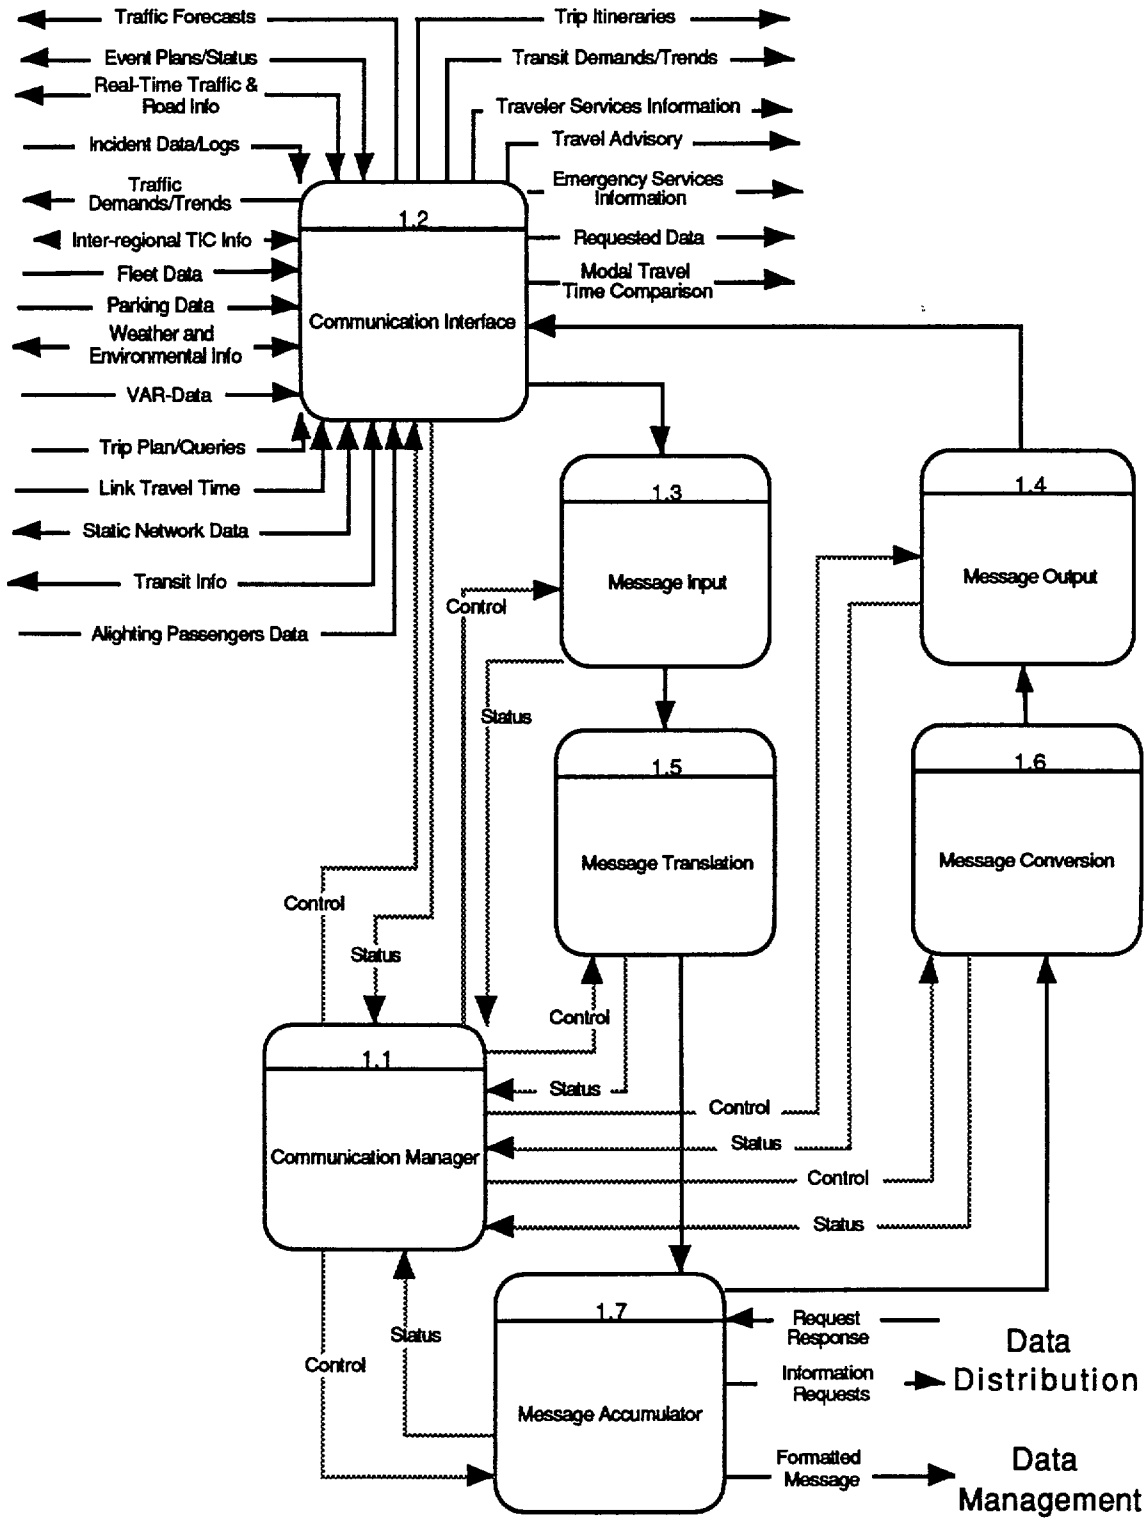 Traffic Forecasts
Trip Itineraries
Event Plans/Status
Transit Demands/Trends
Real-Time Traffic &
Road Info
Traveler Services Information
Incident Data/Logs
Travel Advisory
Traffic
Demands/Trends
Emergency Services
Information
1.2
Inter-regional TIC Info
Requested Data
Fleet Data
Modal Travel
Time Comparison
Parking Data
Communication Interface
Weather and
Environmental Info
VAR-Data
Trip Plan/Queries
Link Travel Time
1.3
1.4
Static Network Data
Transit Info
Message Input
Message Output
Control
Alighting Passengers Data
Status
1.5
1.6
Message Translation
Message Conversion
Control
Status
Control
1.1
Status
Control
Status
Communication Manager
Control
Status
1.7
Request
Response
Status
Control
Data
Distribution
Information
Requests
Message Accumulator
Formatted
Message
Data
Management